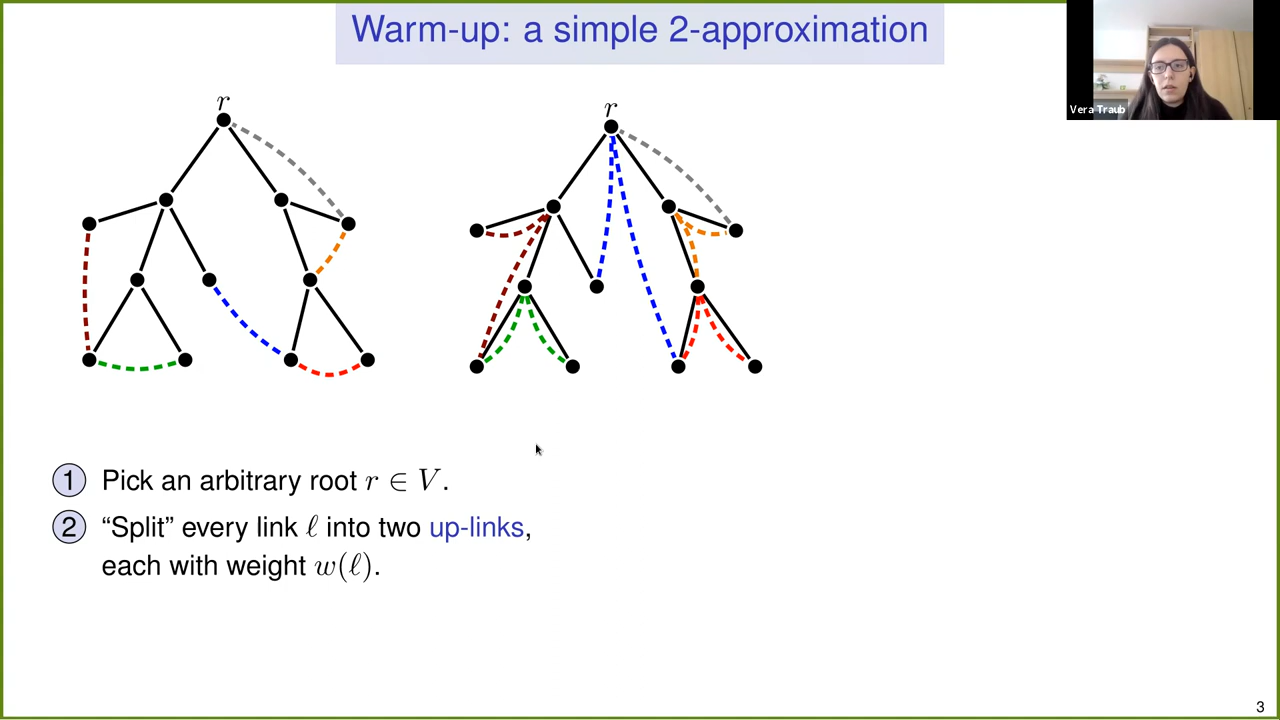 Warm-up: a simple 2-approximation
Vera Traub
r
r
1 Pick an arbitrary root r ∈ V.
2 “Split” every link ℓ into two up-links,
each with weight w(ℓ).
3